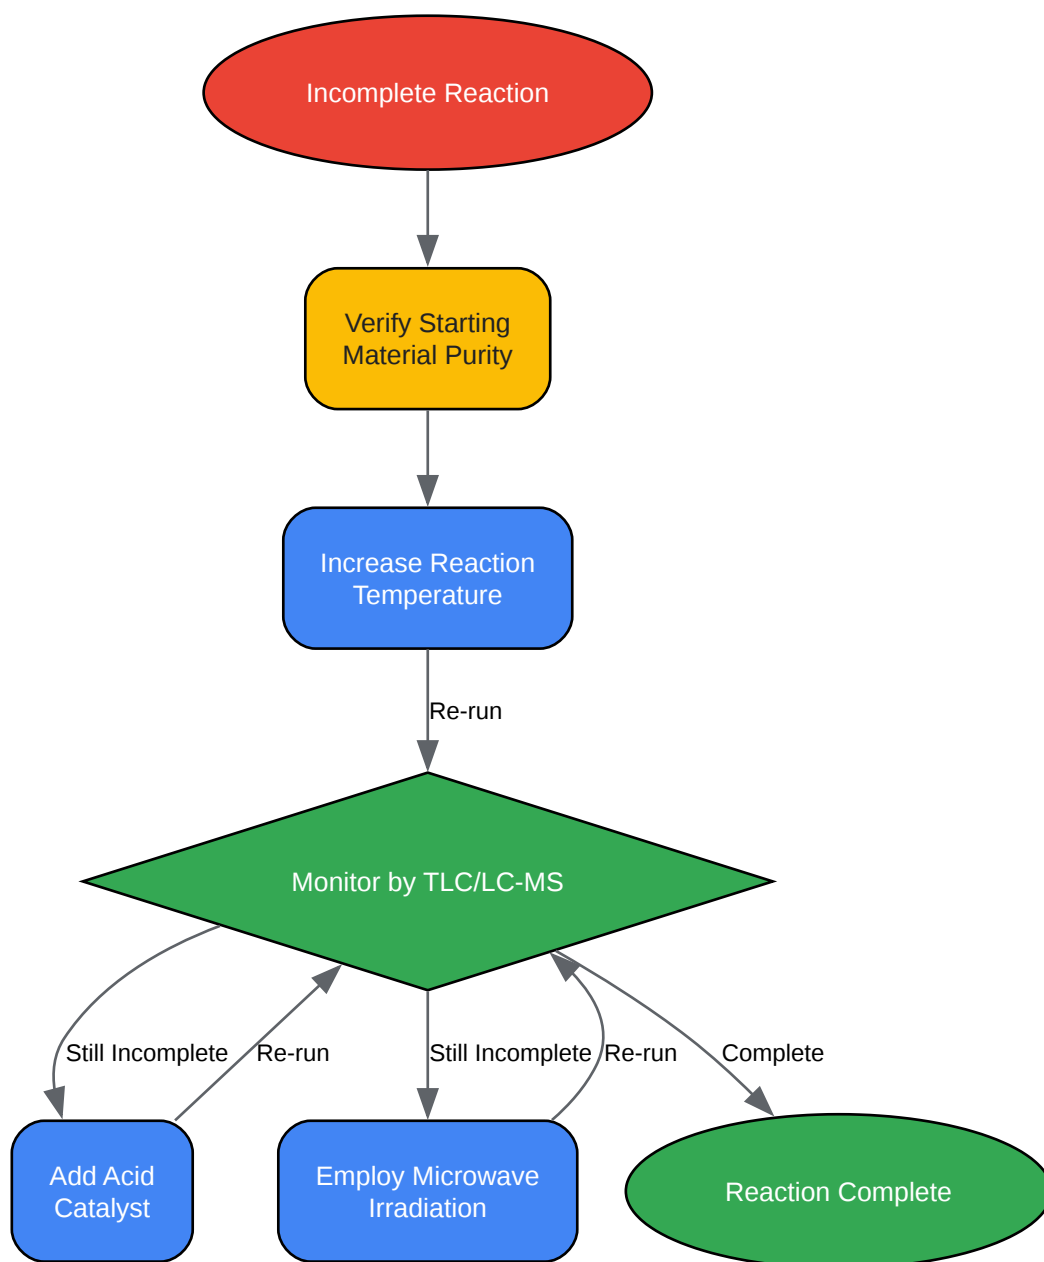 Incomplete Reaction
Verify Starting
Material Purity
Increase Reaction
Temperature
Re-run
Monitor by TLC/LC-MS
Still Incomplete
Re-run
Still Incomplete
Re-run
Complete
Add Acid
Catalyst
Employ Microwave
Irradiation
Reaction Complete